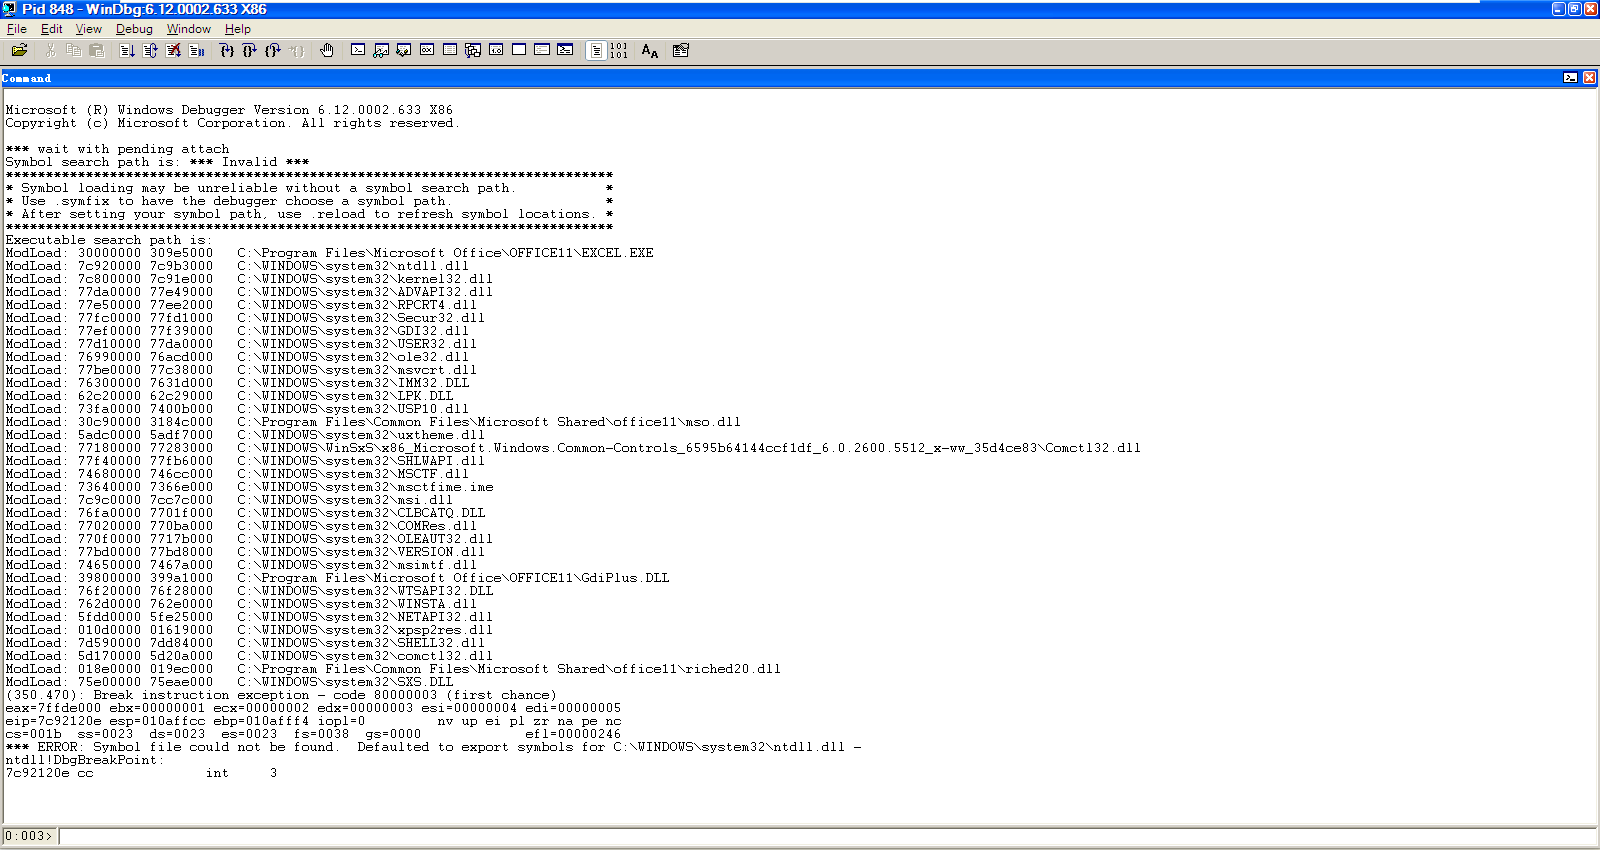 Pid 848 - WinDbg:6.12.0002.633 X86
File Edit View Debug Window Help
Command
Microsoft (R) Windows Debugger Version 6.12.0002.633 X86
Copyright (c) Microsoft Corporation. All rights reserved.
*** wait with pending attach
Symbol search path is: *** Invalid ***
****************************************************************************
* Symbol loading may be unreliable without a symbol search path.           *
* Use .symfix to have the debugger choose a symbol path.                   *
* After setting your symbol path, use .reload to refresh symbol locations. *
****************************************************************************
Executable search path is:
ModLoad: 30000000 309e5000   C:\Program Files\Microsoft Office\OFFICE11\EXCEL.EXE
ModLoad: 7c920000 7c9b3000   C:\WINDOWS\system32\ntdll.dll
ModLoad: 7c800000 7c91e000   C:\WINDOWS\system32\kernel32.dll
ModLoad: 77da0000 77e49000   C:\WINDOWS\system32\ADVAPI32.dll
ModLoad: 77e50000 77ee2000   C:\WINDOWS\system32\RPCRT4.dll
ModLoad: 77fc0000 77fd1000   C:\WINDOWS\system32\Secur32.dll
ModLoad: 77ef0000 77f39000   C:\WINDOWS\system32\GDI32.dll
ModLoad: 77d10000 77da0000   C:\WINDOWS\system32\USER32.dll
ModLoad: 76990000 76acd000   C:\WINDOWS\system32\ole32.dll
ModLoad: 77be0000 77c38000   C:\WINDOWS\system32\msvcrt.dll
ModLoad: 76300000 7631d000   C:\WINDOWS\system32\IMM32.DLL
ModLoad: 62c20000 62c29000   C:\WINDOWS\system32\LPK.DLL
ModLoad: 73fa0000 7400b000   C:\WINDOWS\system32\USP10.dll
ModLoad: 30c90000 3184c000   C:\Program Files\Common Files\Microsoft Shared\office11\mso.dll
ModLoad: 5adc0000 5adf7000   C:\WINDOWS\system32\uxtheme.dll
ModLoad: 77180000 77283000   C:\WINDOWS\WinSxS\x86_Microsoft.Windows.Common-Controls_6595b64144ccf1df_6.0.2600.5512_x-ww_35d4ce83\Comctl32.dll
ModLoad: 77f40000 77fb6000   C:\WINDOWS\system32\SHLWAPI.dll
ModLoad: 74680000 746cc000   C:\WINDOWS\system32\MSCTF.dll
ModLoad: 73640000 7366e000   C:\WINDOWS\system32\msctfime.ime
ModLoad: 7c9c0000 7cc7c000   C:\WINDOWS\system32\msi.dll
ModLoad: 76fa0000 7701f000   C:\WINDOWS\system32\CLBCATQ.DLL
ModLoad: 77020000 770ba000   C:\WINDOWS\system32\COMRes.dll
ModLoad: 770f0000 7717b000   C:\WINDOWS\system32\OLEAUT32.dll
ModLoad: 77bd0000 77bd8000   C:\WINDOWS\system32\VERSION.dll
ModLoad: 74650000 7467a000   C:\WINDOWS\system32\msimtf.dll
ModLoad: 39800000 399a1000   C:\Program Files\Microsoft Office\OFFICE11\GdiPlus.DLL
ModLoad: 76f20000 76f28000   C:\WINDOWS\system32\WTSAPI32.DLL
ModLoad: 762d0000 762e0000   C:\WINDOWS\system32\WINSTA.dll
ModLoad: 5fdd0000 5fe25000   C:\WINDOWS\system32\NETAPI32.dll
ModLoad: 010d0000 01619000   C:\WINDOWS\system32\xpsp2res.dll
ModLoad: 7d590000 7dd84000   C:\WINDOWS\system32\SHELL32.dll
ModLoad: 5d170000 5d20a000   C:\WINDOWS\system32\comctl32.dll
ModLoad: 018e0000 019ec000   C:\Program Files\Common Files\Microsoft Shared\office11\riched20.dll
ModLoad: 75e00000 75eae000   C:\WINDOWS\system32\SXS.DLL
(350.470): Break instruction exception - code 80000003 (first chance)
eax=7ffde000 ebx=00000001 ecx=00000002 edx=00000003 esi=00000004 edi=00000005
eip=7c92120e esp=010affcc ebp=010afff4 iopl=0         nv up ei pl zr na pe nc
cs=001b  ss=0023  ds=0023  es=0023  fs=0038  gs=0000             efl=00000246
*** ERROR: Symbol file could not be found.  Defaulted to export symbols for C:\WINDOWS\system32\ntdll.dll -
ntdll!DbgBreakPoint:
7c92120e cc              int     3
0:003>